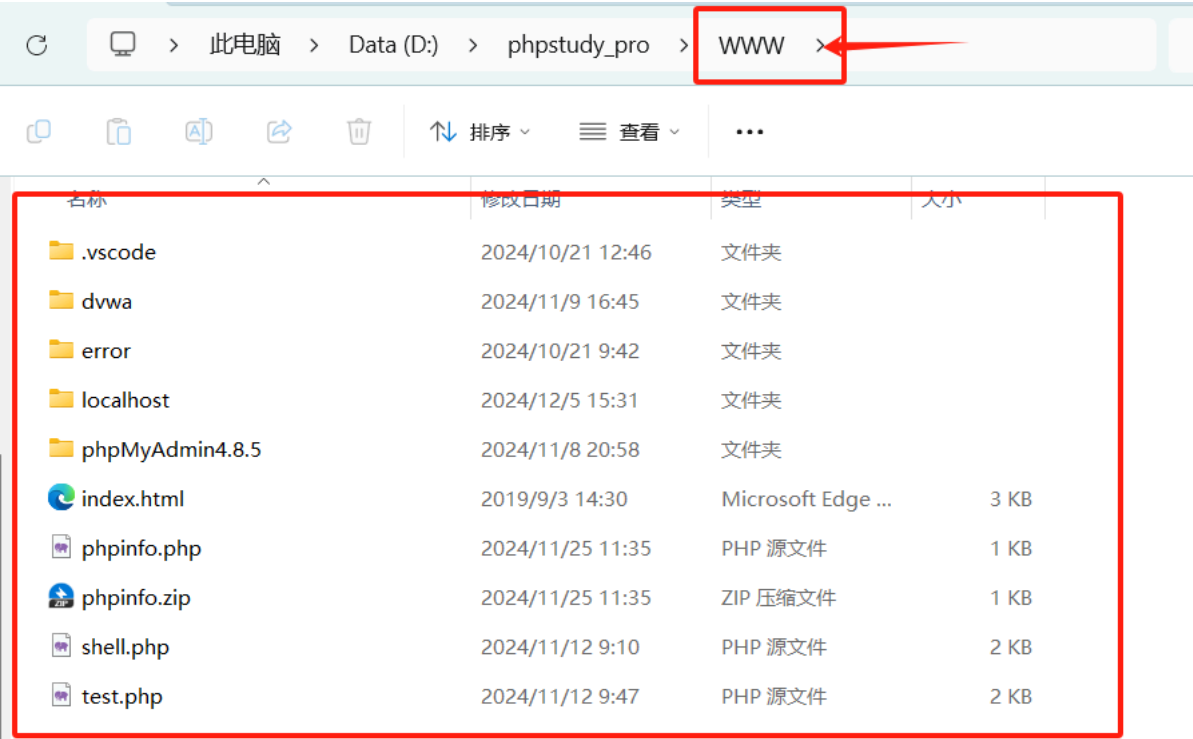 此电脑 > Data (D:) > phpstudy_pro > WWW >
排序 查看 ...
名称 修改日期 类型 大小
.vscode 2024/10/21 12:46 文件夹
dvwa 2024/11/9 16:45 文件夹
error 2024/10/21 9:42 文件夹
localhost 2024/12/5 15:31 文件夹
phpMyAdmin4.8.5 2024/11/8 20:58 文件夹
index.html 2019/9/3 14:30 Microsoft Edge ... 3 KB
phpinfo.php 2024/11/25 11:35 PHP 源文件 1 KB
phpinfo.zip 2024/11/25 11:35 ZIP 压缩文件 1 KB
shell.php 2024/11/12 9:10 PHP 源文件 2 KB
test.php 2024/11/12 9:47 PHP 源文件 2 KB